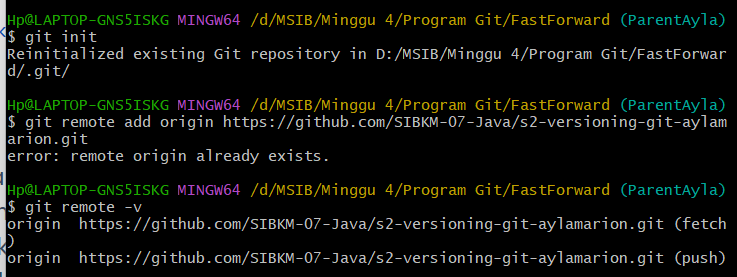 Hp@LAPTOP-GNS5ISKG MINGW64 /d/MSIB/Minggu 4/Program Git/FastForward (ParentAyla)
$ git init
Reinitialized existing Git repository in D:/MSIB/Minggu 4/Program Git/FastForwar
d/.git/
Hp@LAPTOP-GNS5ISKG MINGW64 /d/MSIB/Minggu 4/Program Git/FastForward (ParentAyla)
$ git remote add origin https://github.com/SIBKM-07-Java/s2-versioning-git-aylam
arion.git
error: remote origin already exists.
Hp@LAPTOP-GNS5ISKG MINGW64 /d/MSIB/Minggu 4/Program Git/FastForward (ParentAyla)
$ git remote -v
origin  https://github.com/SIBKM-07-Java/s2-versioning-git-aylamarion.git (fetch
)
origin  https://github.com/SIBKM-07-Java/s2-versioning-git-aylamarion.git (push)